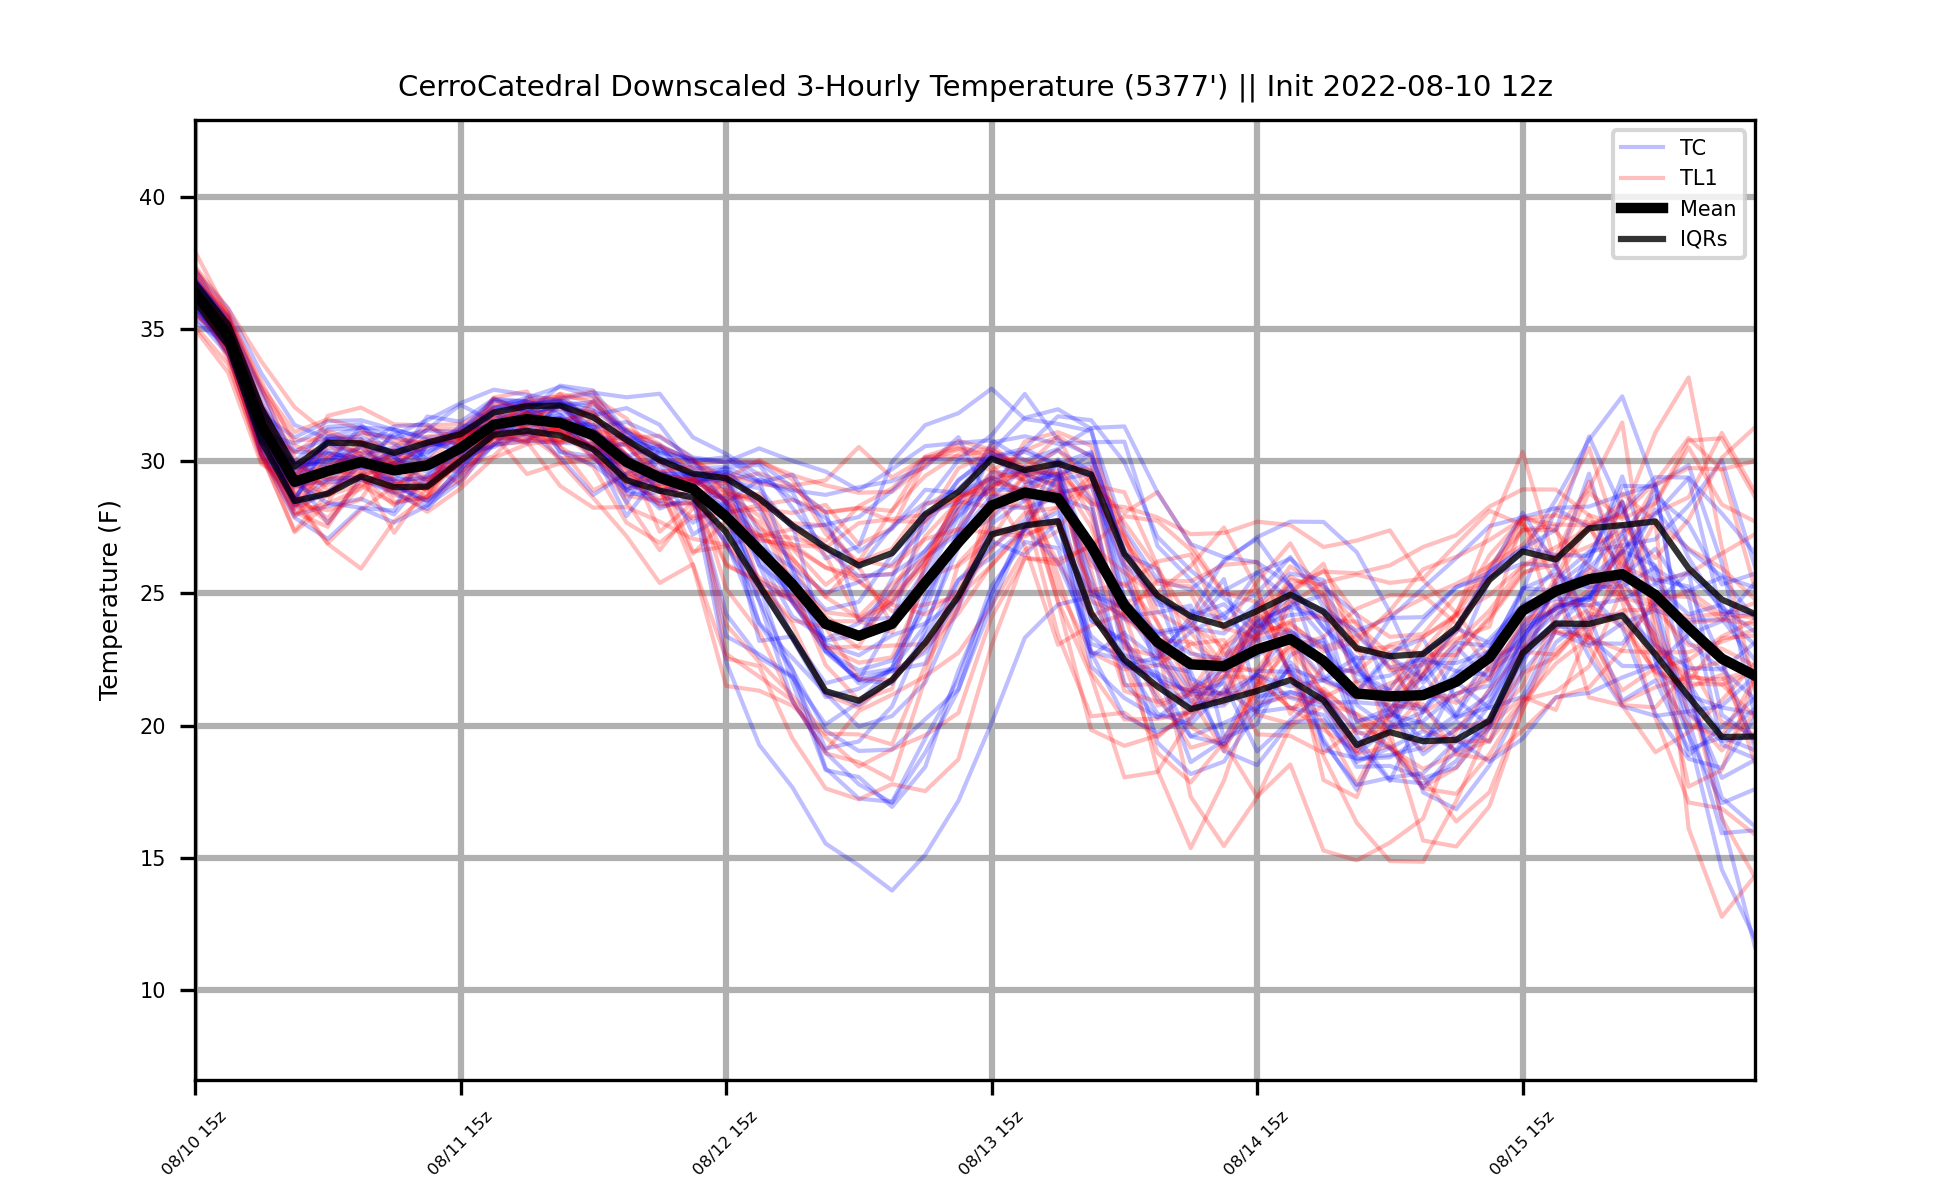 CerroCatedral Downscaled 3-Hourly Temperature (5377') || Init 2022-08-10 12z
TC
TL1
Mean
IQRs
Temperature (F)
40
35
30
25
20
15
10
08/10 15z
08/11 15z
08/12 15z
08/13 15z
08/14 15z
08/15 15z